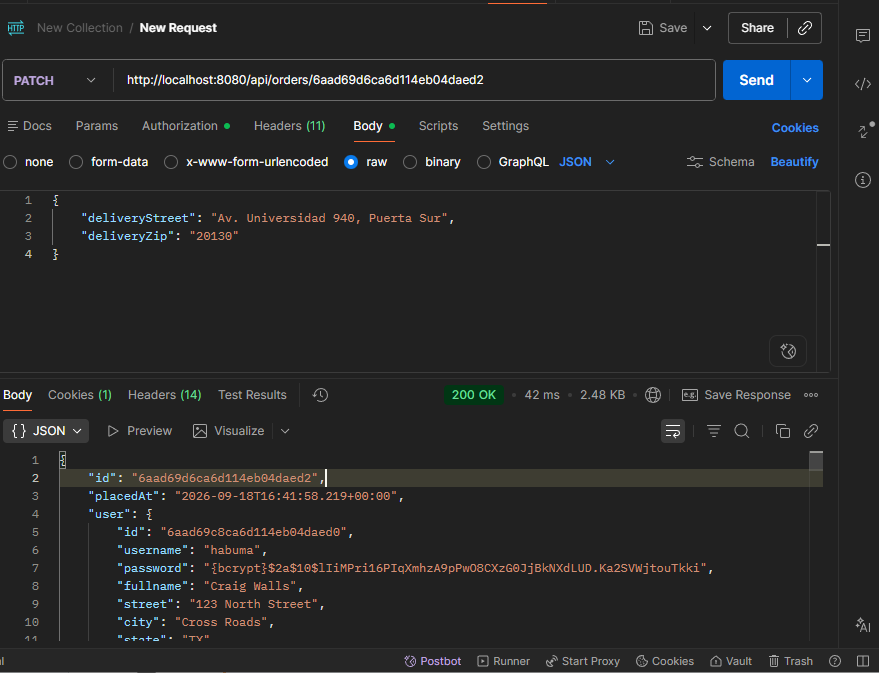 HTTP New Collection / New Request Save Share
PATCH http://localhost:8080/api/orders/6aad69d6ca6d114eb04daed2 Send
Docs Params Authorization Headers (11) Body Scripts Settings Cookies
none form-data x-www-form-urlencoded raw binary GraphQL JSON Schema Beautify
1 {
2 "deliveryStreet": "Av. Universidad 940, Puerta Sur",
3 "deliveryZip": "20130"
4 }
Body Cookies (1) Headers (14) Test Results 200 OK • 42 ms • 2.48 KB • e.g. Save Response
{} JSON Preview Visualize
1 {
2 "id": "6aad69d6ca6d114eb04daed2",
3 "placedAt": "2026-09-18T16:41:58.219+00:00",
4 "user": {
5 "id": "6aad69c8ca6d114eb04daed0",
6 "username": "habuma",
7 "password": "{bcrypt}$2a$10$lIiMPri16PIqXmhzA9pPwO8CXzG0JjBkNXdLUD.Ka2SVWjtouTkki",
8 "fullname": "Craig Walls",
9 "street": "123 North Street",
10 "city": "Cross Roads",
11 "state": "TX"
Postbot Runner Start Proxy Cookies Vault Trash
AI